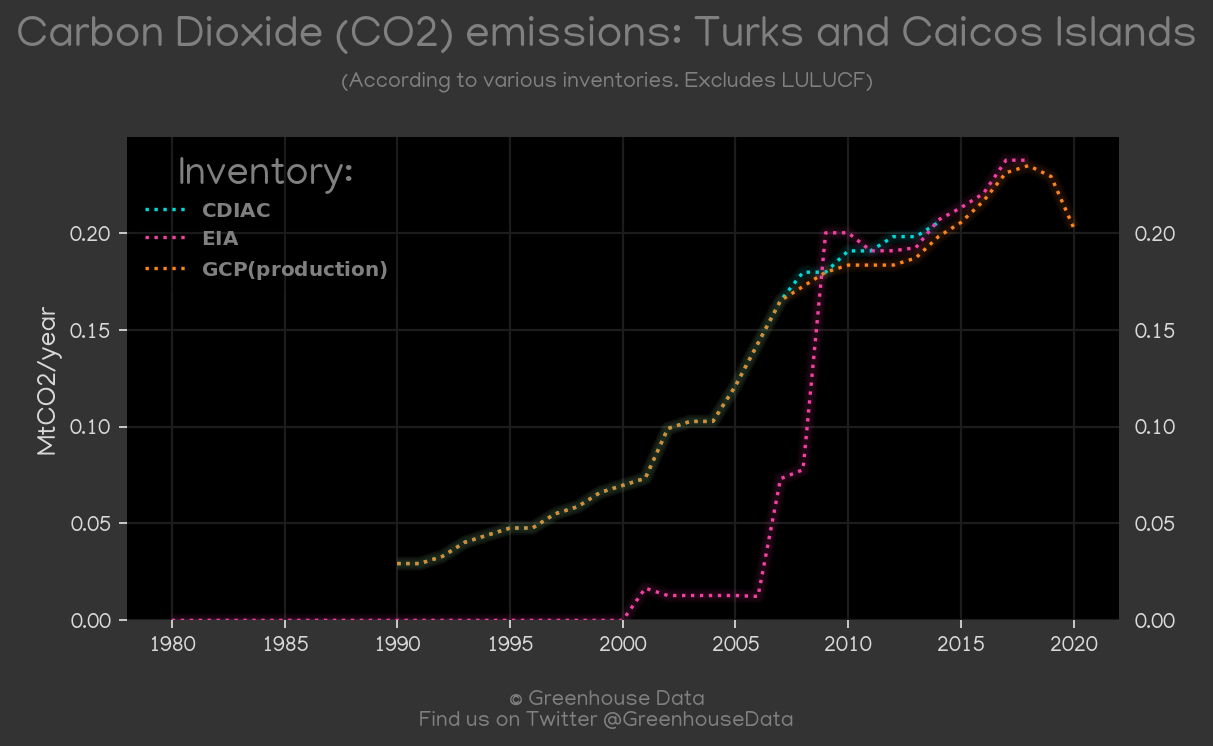 Carbon Dioxide (CO2) emissions: Turks and Caicos Islands
(According to various inventories. Excludes LULUCF)
Inventory:
CDIAC
EIA
GCP(production)
MtCO2/year
0.20
0.15
0.10
0.05
0.00
0.20
0.15
0.10
0.05
0.00
1980 1985 1990 1995 2000 2005 2010 2015 2020
© Greenhouse Data
Find us on Twitter @GreenhouseData